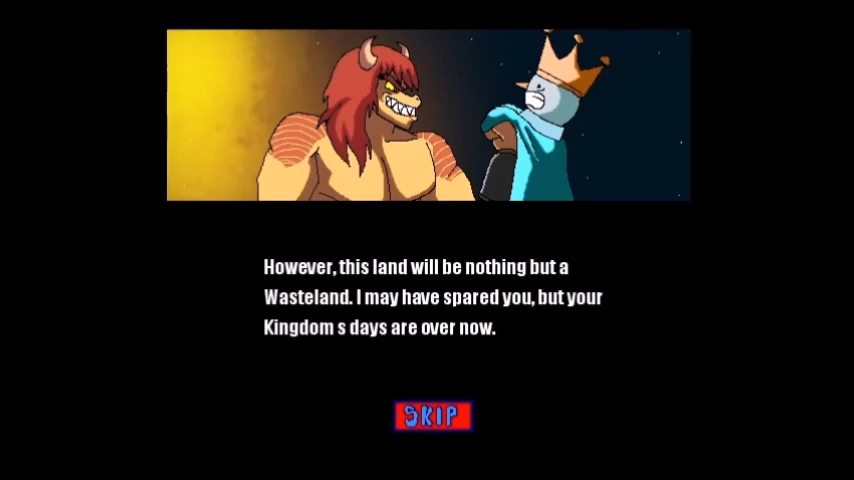 However, this land will be nothing but a
Wasteland. I may have spared you, but your
Kingdom s days are over now.
SKIP